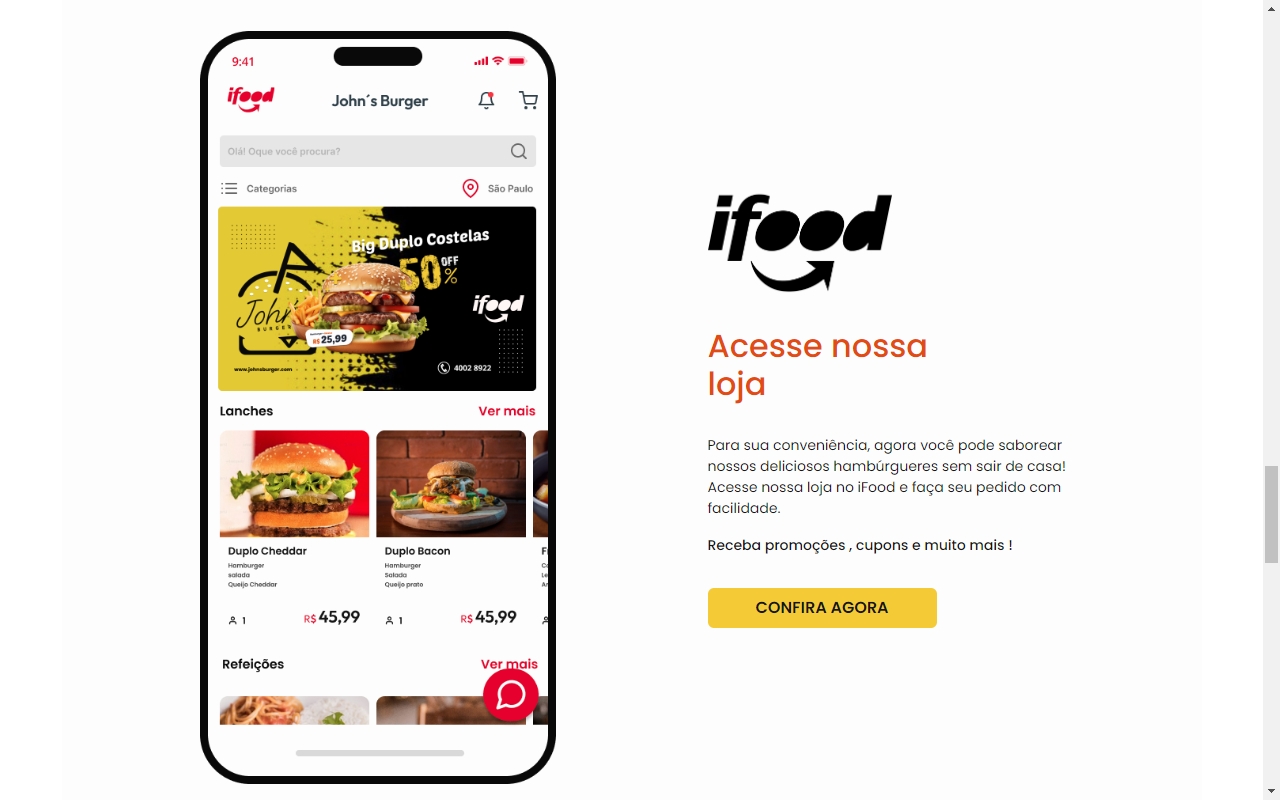 9:41
ifood
John´s Burger
Olá! Oque você procura?
Categorias
São Paulo
Big Duplo Costelas
50% OFF
John
BURGER
R$ 25,99
ifood
www.johnsburger.com
4002 8922
Lanches
Ver mais
Duplo Cheddar
Hamburger
salada
Queijo Cheddar
1
R$ 45,99
Duplo Bacon
Hamburger
Salada
Queijo prato
1
R$ 45,99
Refeições
Ver mais
ifood
Acesse nossa
loja
Para sua conveniência, agora você pode saborear
nossos deliciosos hambúrgueres sem sair de casa!
Acesse nossa loja no iFood e faça seu pedido com
facilidade.
Receba promoções , cupons e muito mais !
CONFIRA AGORA